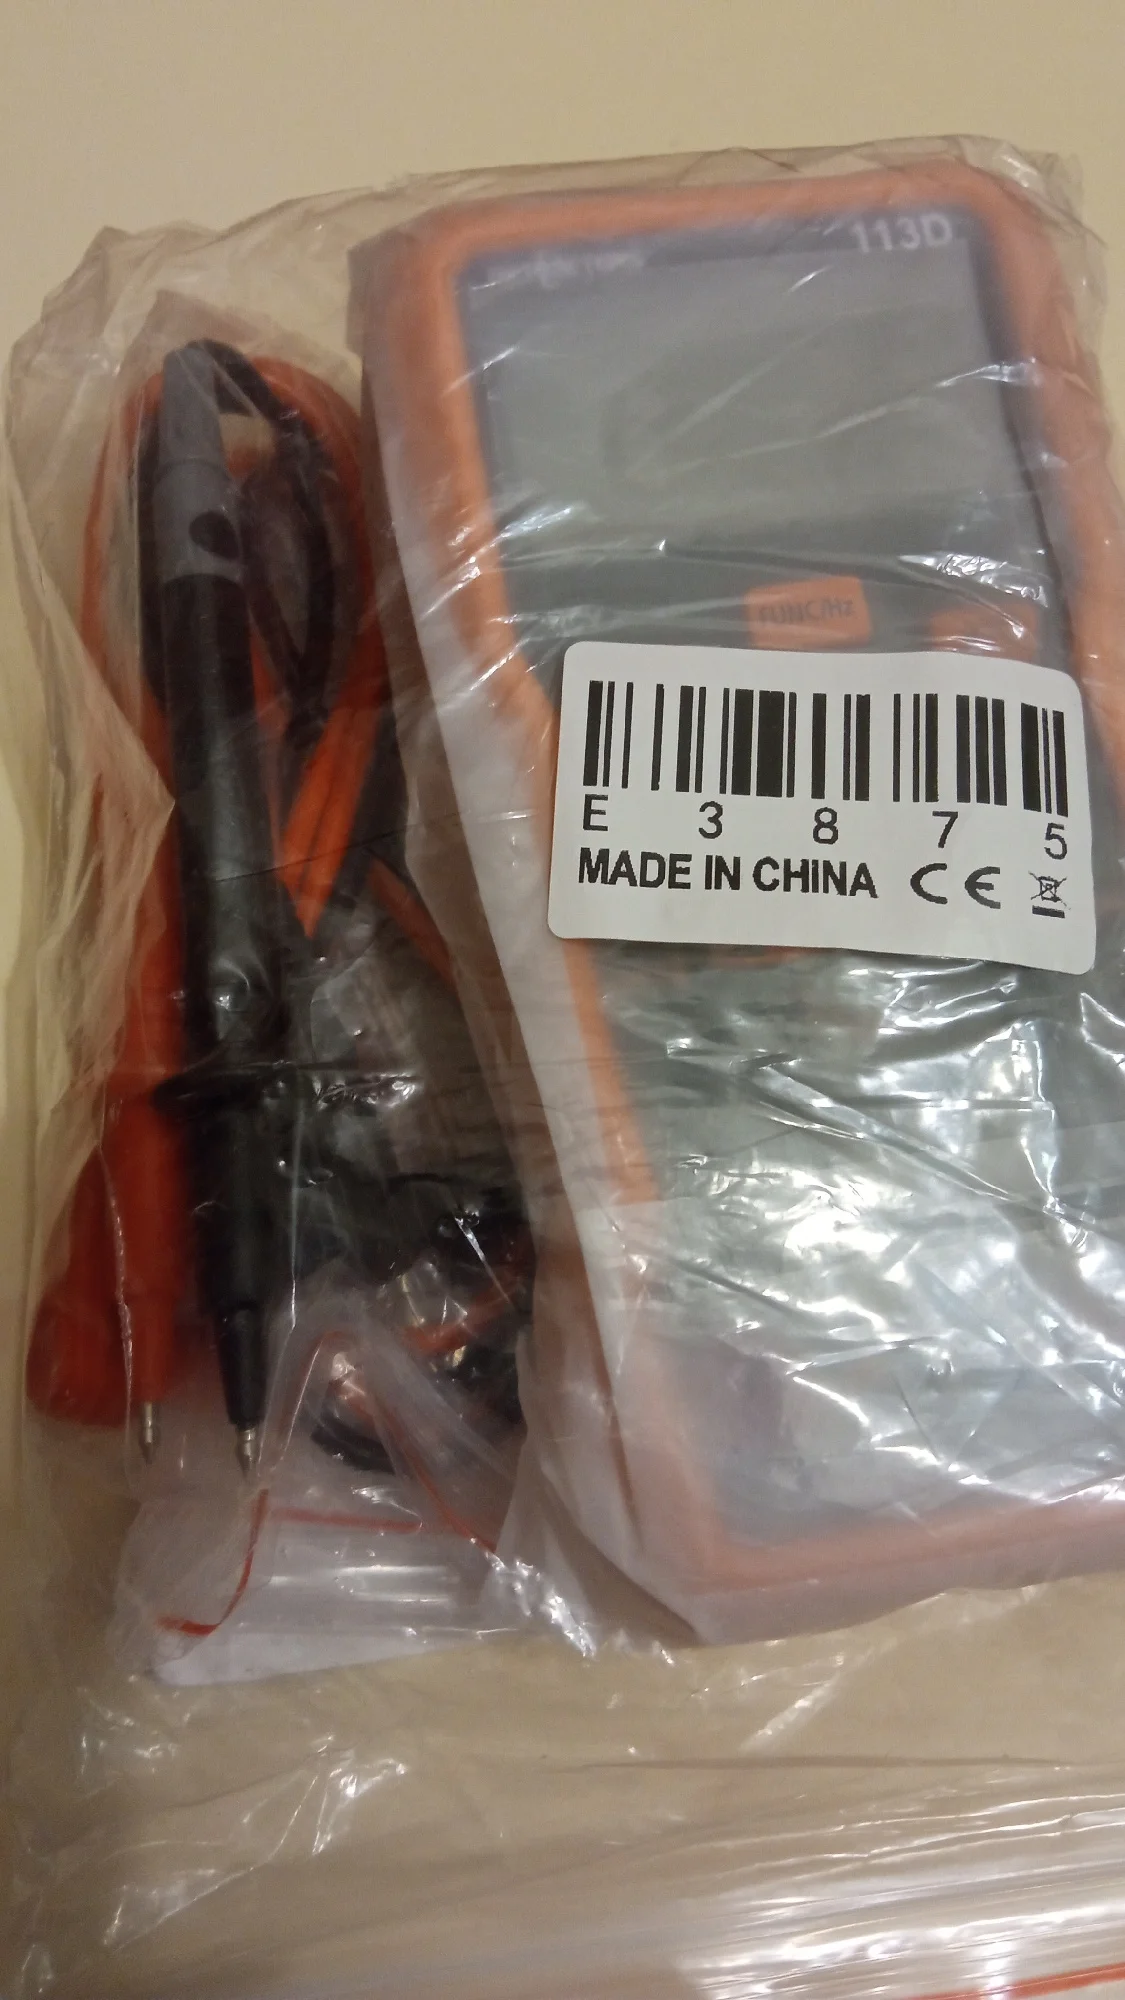 113D
FUNC/Hz
E 3 8 7 5
MADE IN CHINA CE